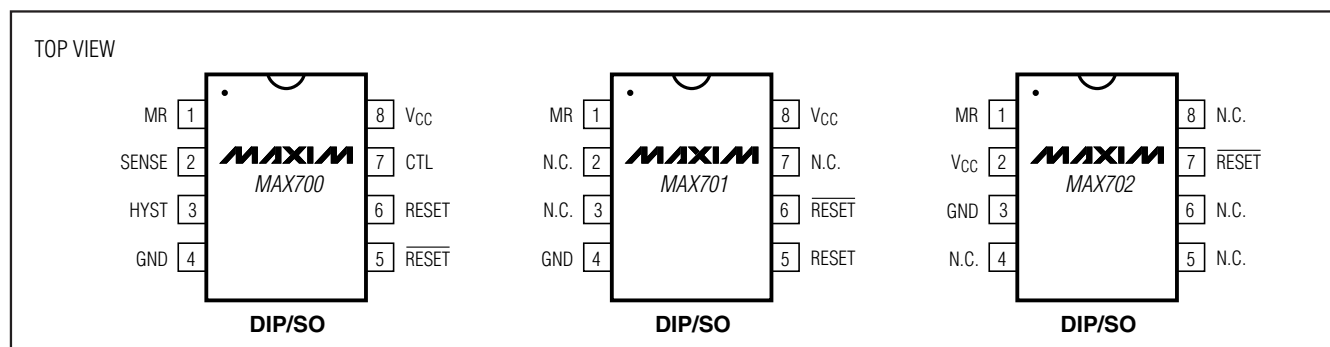 TOP VIEW
MR 1 8 VCC
SENSE 2 7 CTL
HYST 3 6 RESET
GND 4 5 RESET
MAXIM
MAX700
DIP/SO
MR 1 8 VCC
N.C. 2 7 N.C.
N.C. 3 6 RESET
GND 4 5 RESET
MAXIM
MAX701
DIP/SO
MR 1 8 N.C.
VCC 2 7 RESET
GND 3 6 N.C.
N.C. 4 5 N.C.
MAXIM
MAX702
DIP/SO